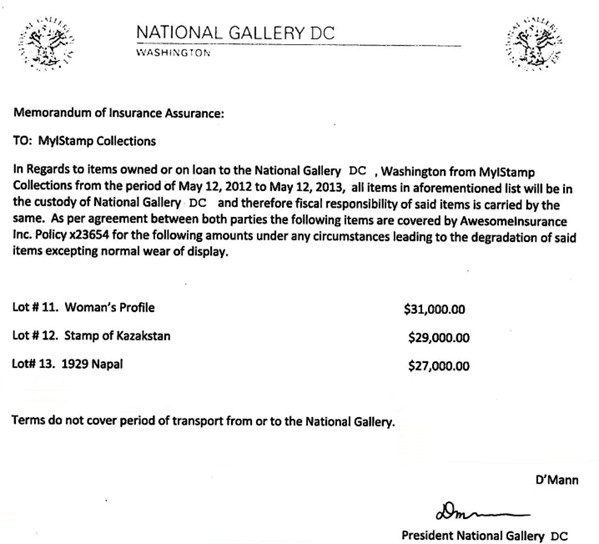 NATIONAL GALLERY DC
WASHINGTON
Memorandum of Insurance Assurance:
TO: MyIStamp Collections
In Regards to items owned or on loan to the National Gallery DC , Washington from MyIStamp
Collections from the period of May 12, 2012 to May 12, 2013, all items in aforementioned list will be in
the custody of National Gallery DC and therefore fiscal responsibility of said items is carried by the
same. As per agreement between both parties the following items are covered by AwesomeInsurance
Inc. Policy x23654 for the following amounts under any circumstances leading to the degradation of said
items excepting normal wear of display.
Lot # 11. Woman's Profile $31,000.00
Lot # 12. Stamp of Kazakstan $29,000.00
Lot# 13. 1929 Napal $27,000.00
Terms do not cover period of transport from or to the National Gallery.
D'Mann
President National Gallery DC